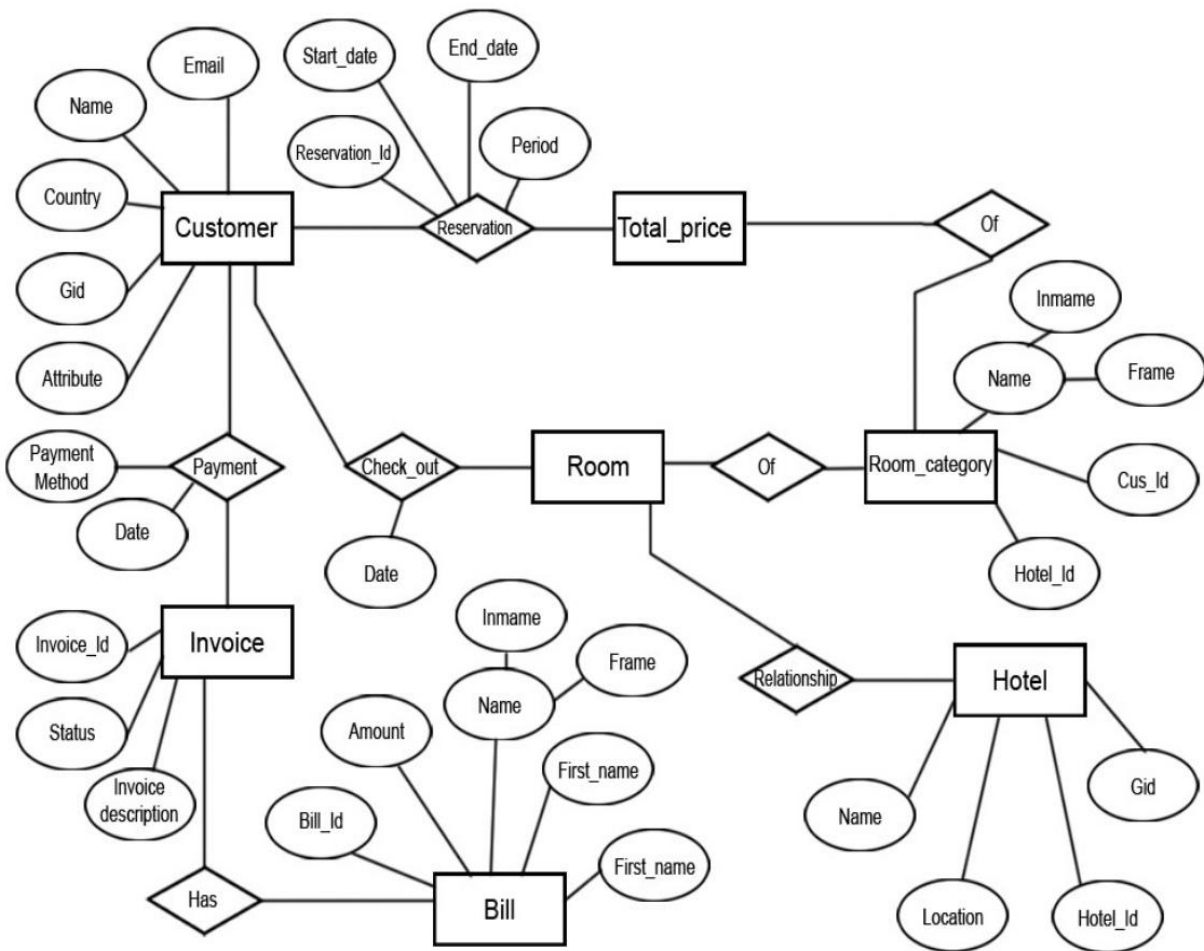 Email
Start_date
End_date
Name
Reservation_Id
Period
Country
Customer
Reservation
Total_price
Of
Gid
Inmame
Attribute
Name
Frame
Payment
Method
Payment
Check_out
Room
Of
Room_category
Cus_Id
Date
Date
Hotel_Id
Invoice_Id
Invoice
Inmame
Frame
Relationship
Hotel
Status
Name
Amount
Invoice
description
First_name
Gid
Name
Bill_Id
First_name
Has
Bill
Location
Hotel_Id